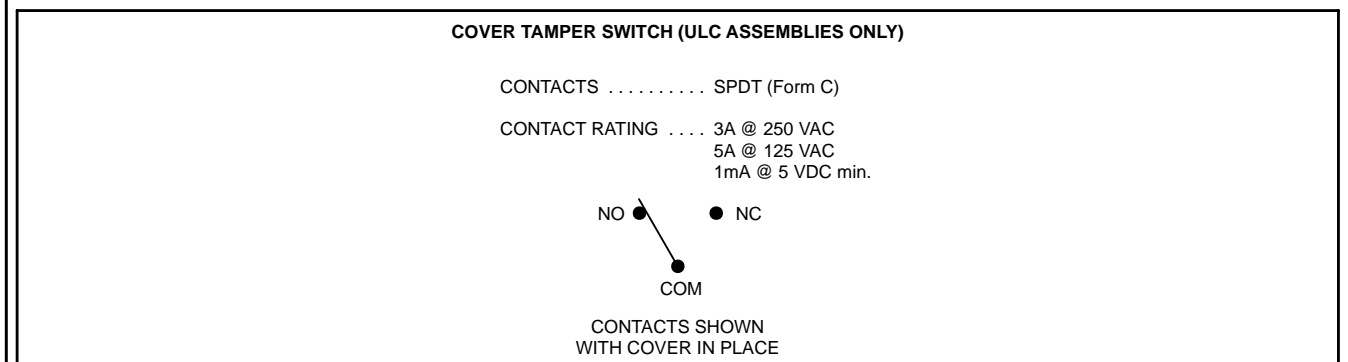 COVER TAMPER SWITCH (ULC ASSEMBLIES ONLY)
CONTACTS .......... SPDT (Form C)
CONTACT RATING .... 3A @ 250 VAC
5A @ 125 VAC
1mA @ 5 VDC min.
NO NC
COM
CONTACTS SHOWN
WITH COVER IN PLACE